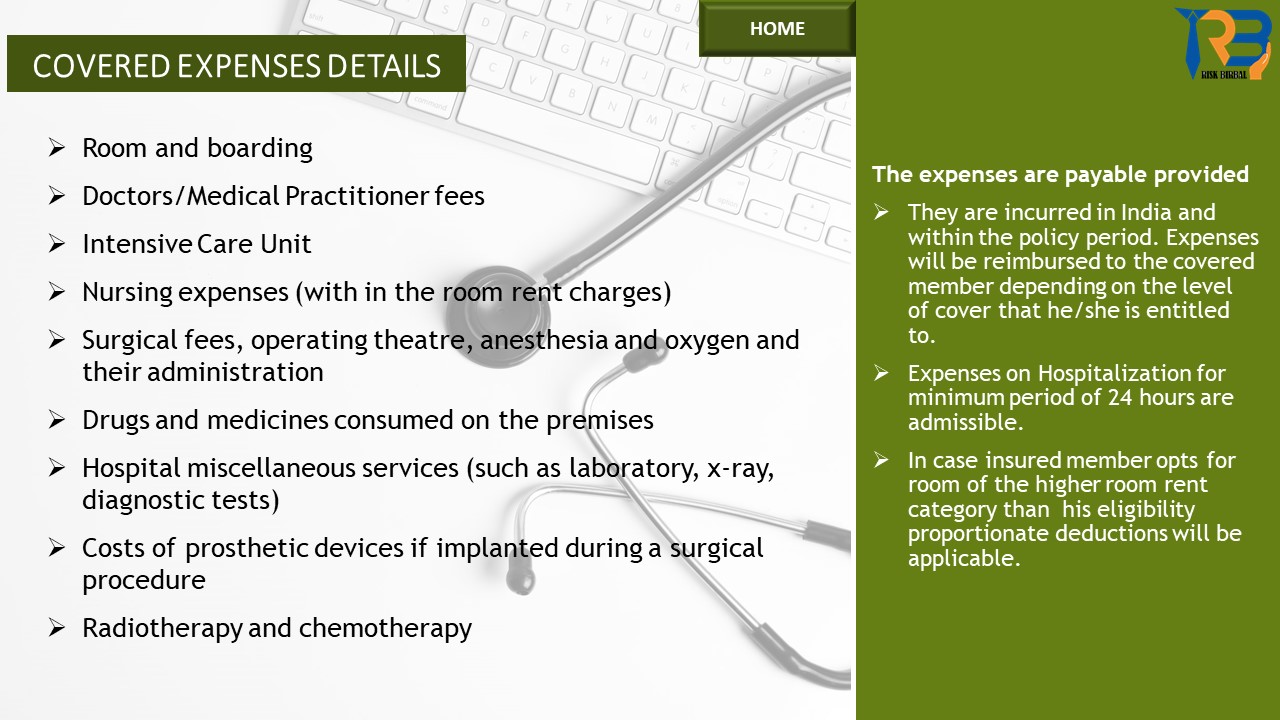 HOME
COVERED EXPENSES DETAILS
➢ Room and boarding
➢ Doctors/Medical Practitioner fees
➢ Intensive Care Unit
➢ Nursing expenses (with in the room rent charges)
➢ Surgical fees, operating theatre, anesthesia and oxygen and
their administration
➢ Drugs and medicines consumed on the premises
➢ Hospital miscellaneous services (such as laboratory, x-ray,
diagnostic tests)
➢ Costs of prosthetic devices if implanted during a surgical
procedure
➢ Radiotherapy and chemotherapy
RB
RISK BIRBAL
The expenses are payable provided
➢ They are incurred in India and
within the policy period. Expenses
will be reimbursed to the covered
member depending on the level
of cover that he/she is entitled
to.
➢ Expenses on Hospitalization for
minimum period of 24 hours are
admissible.
➢ In case insured member opts for
room of the higher room rent
category than his eligibility
proportionate deductions will be
applicable.